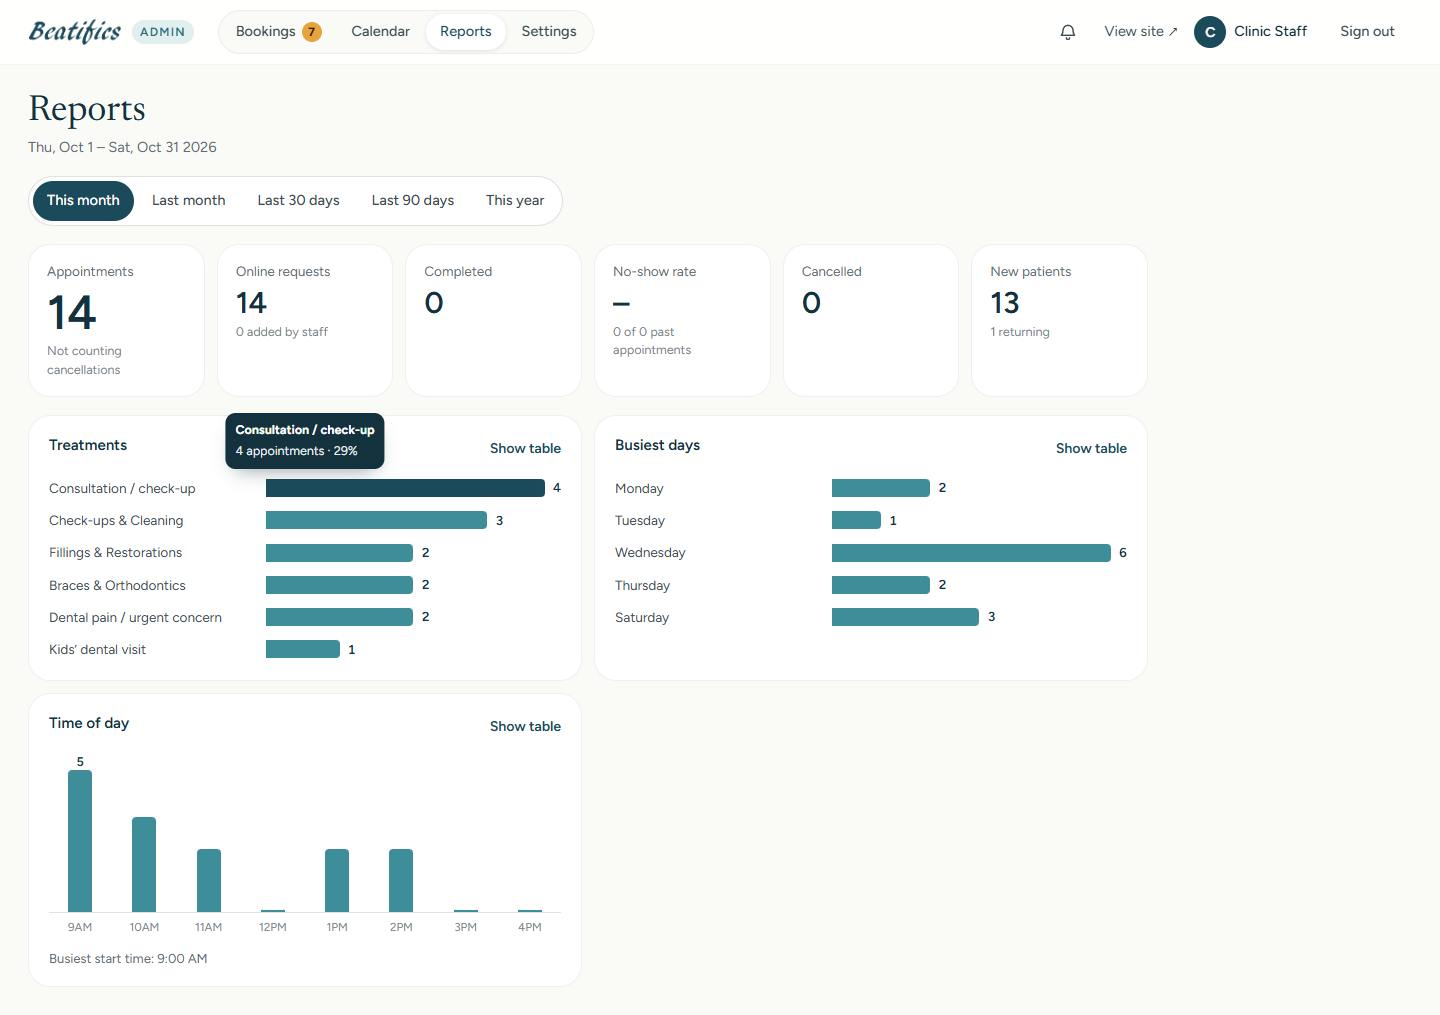 Beatifics ADMIN Bookings 7 Calendar Reports Settings View site ↗ C Clinic Staff Sign out
Reports
Thu, Oct 1 – Sat, Oct 31 2026
This month Last month Last 30 days Last 90 days This year
Appointments
14
Not counting
cancellations
Online requests
14
0 added by staff
Completed
0
No-show rate
–
0 of 0 past
appointments
Cancelled
0
New patients
13
1 returning
Treatments Show table
Consultation / check-up
4 appointments · 29%
Consultation / check-up 4
Check-ups & Cleaning 3
Fillings & Restorations 2
Braces & Orthodontics 2
Dental pain / urgent concern 2
Kids’ dental visit 1
Busiest days Show table
Monday 2
Tuesday 1
Wednesday 6
Thursday 2
Saturday 3
Time of day Show table
5
9AM 10AM 11AM 12PM 1PM 2PM 3PM 4PM
Busiest start time: 9:00 AM